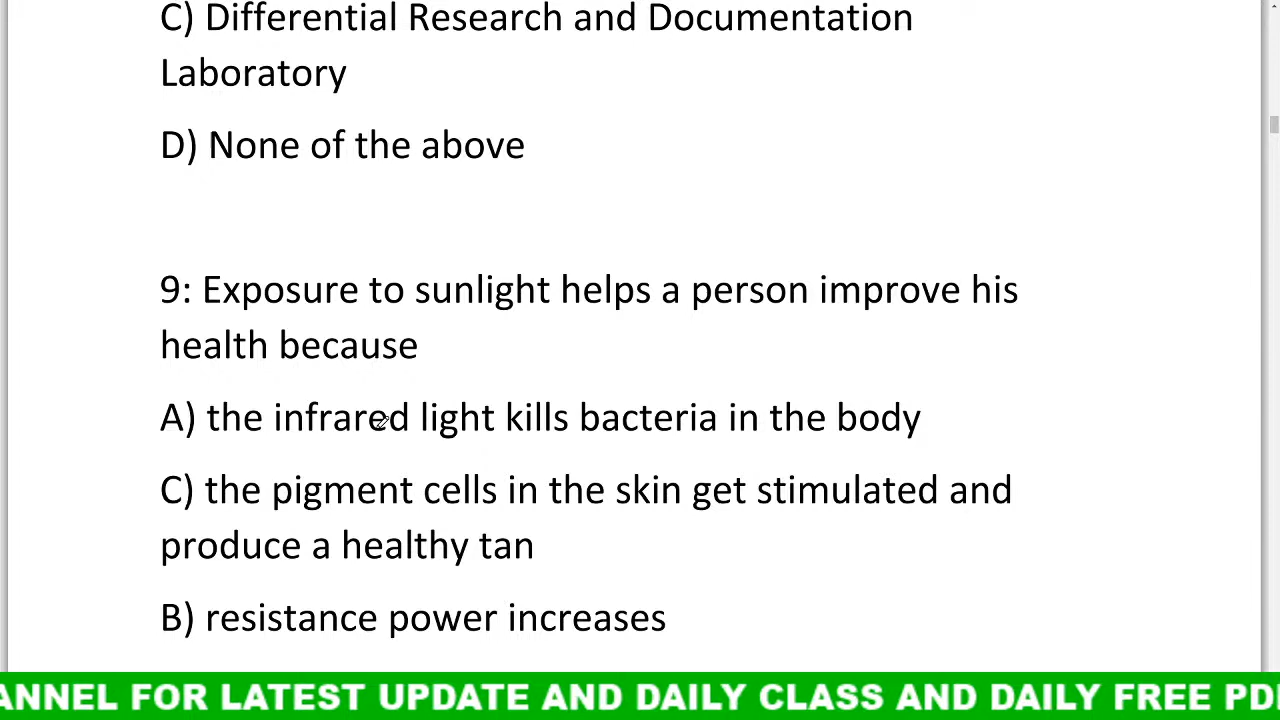 C) Differential Research and Documentation
Laboratory
D) None of the above
9: Exposure to sunlight helps a person improve his
health because
A) the infrared light kills bacteria in the body
C) the pigment cells in the skin get stimulated and
produce a healthy tan
B) resistance power increases
ANNEL FOR LATEST UPDATE AND DAILY CLASS AND DAILY FREE PD